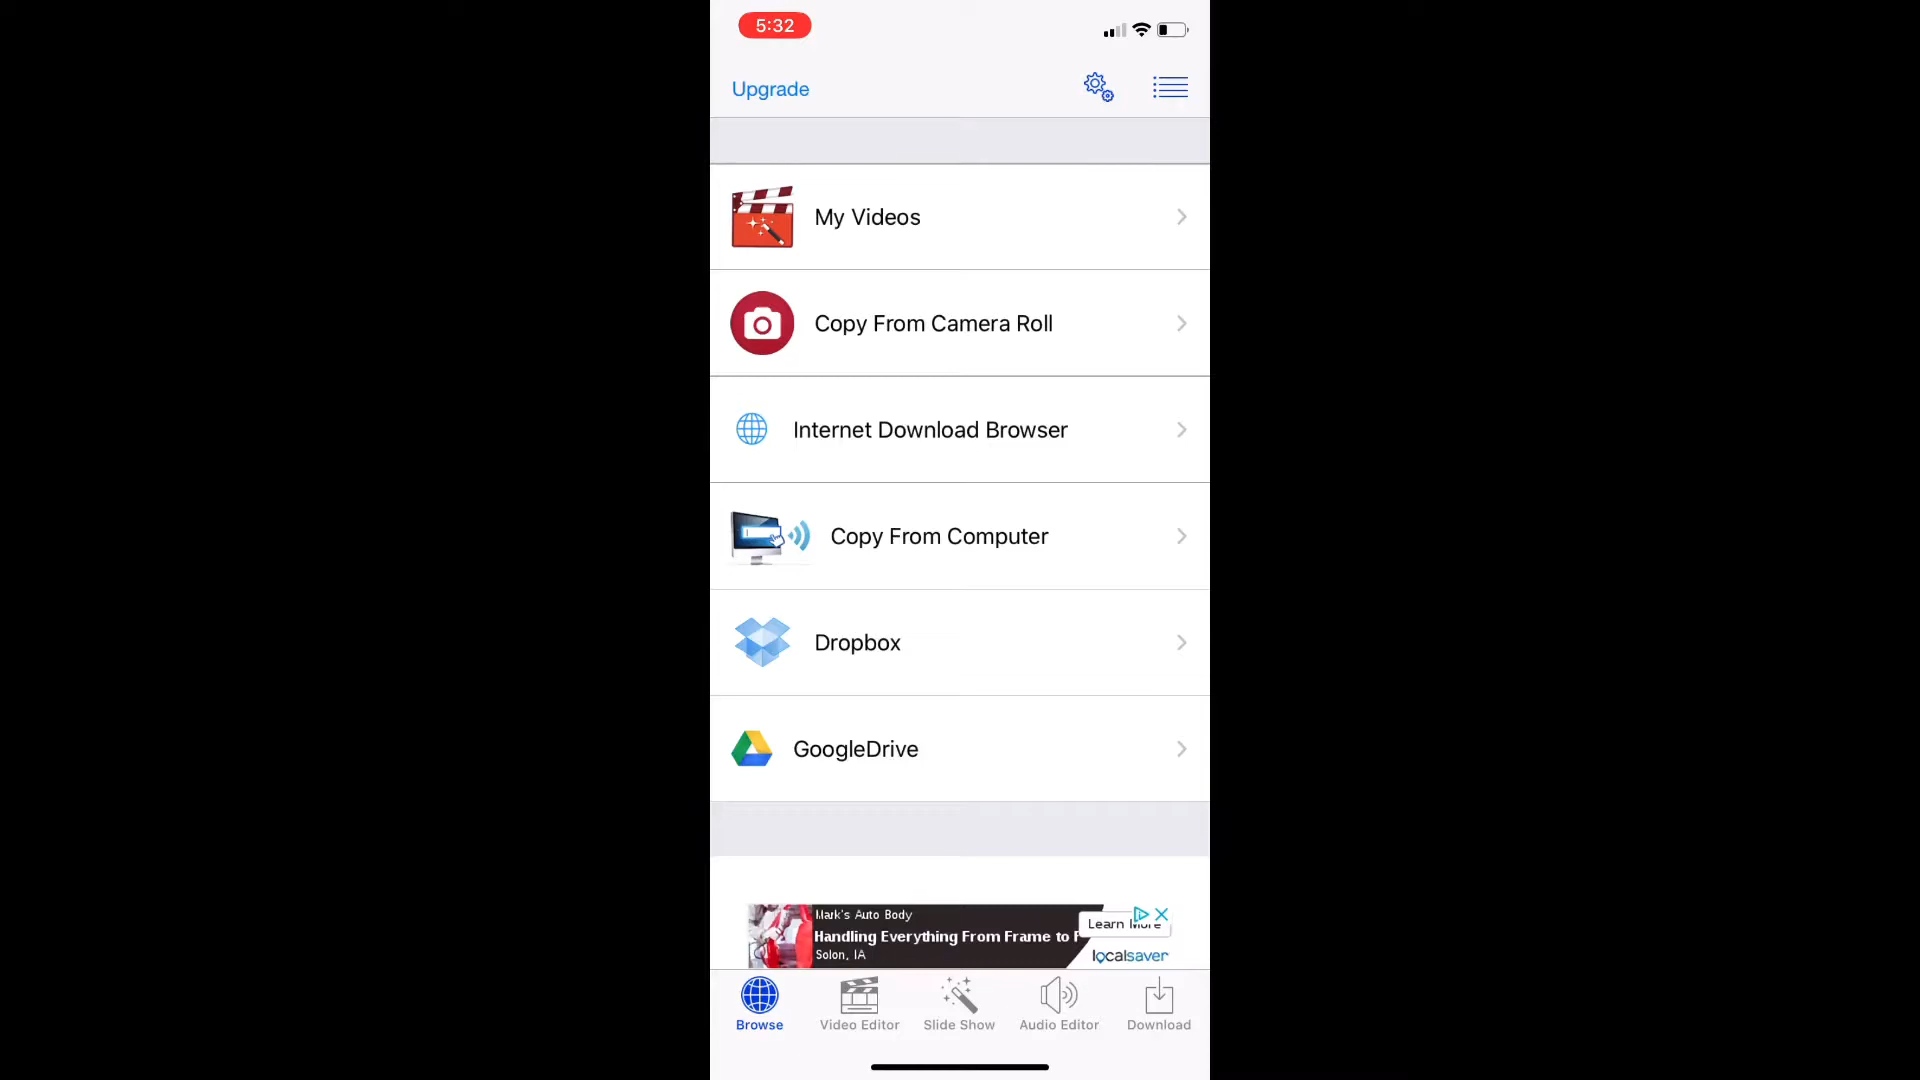 5:32
Upgrade
My Videos
Copy From Camera Roll
Internet Download Browser
Copy From Computer
Dropbox
GoogleDrive
Mark's Auto Body
Handling Everything From Frame to
Solon, IA
Learn More
localsaver
Browse
Video Editor
Slide Show
Audio Editor
Download